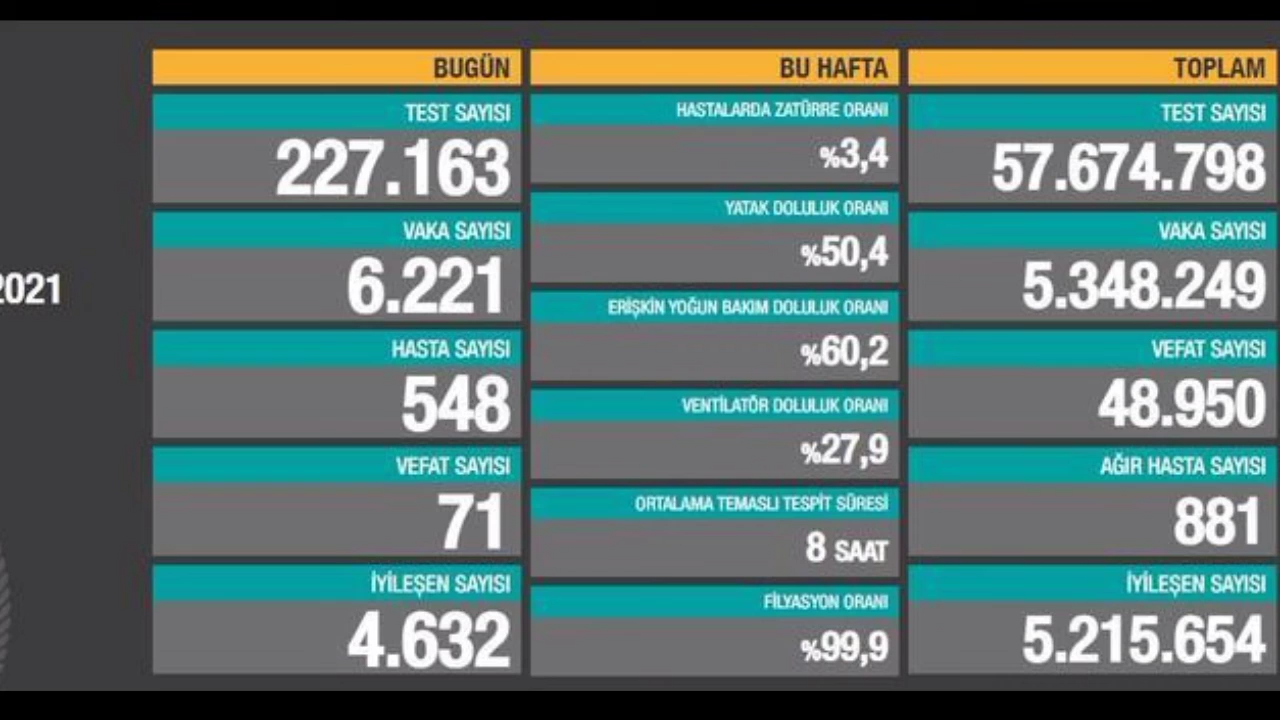 2021
BUGÜN
TEST SAYISI
227.163
VAKA SAYISI
6.221
HASTA SAYISI
548
VEFAT SAYISI
71
İYİLEŞEN SAYISI
4.632
BU HAFTA
HASTALARDA ZATÜRRE ORANI
%3,4
YATAK DOLULUK ORANI
%50,4
ERİŞKİN YOĞUN BAKIM DOLULUK ORANI
%60,2
VENTİLATÖR DOLULUK ORANI
%27,9
ORTALAMA TEMASLI TESPİT SÜRESİ
8 SAAT
FİLYASYON ORANI
%99,9
TOPLAM
TEST SAYISI
57.674.798
VAKA SAYISI
5.348.249
VEFAT SAYISI
48.950
AĞIR HASTA SAYISI
881
İYİLEŞEN SAYISI
5.215.654